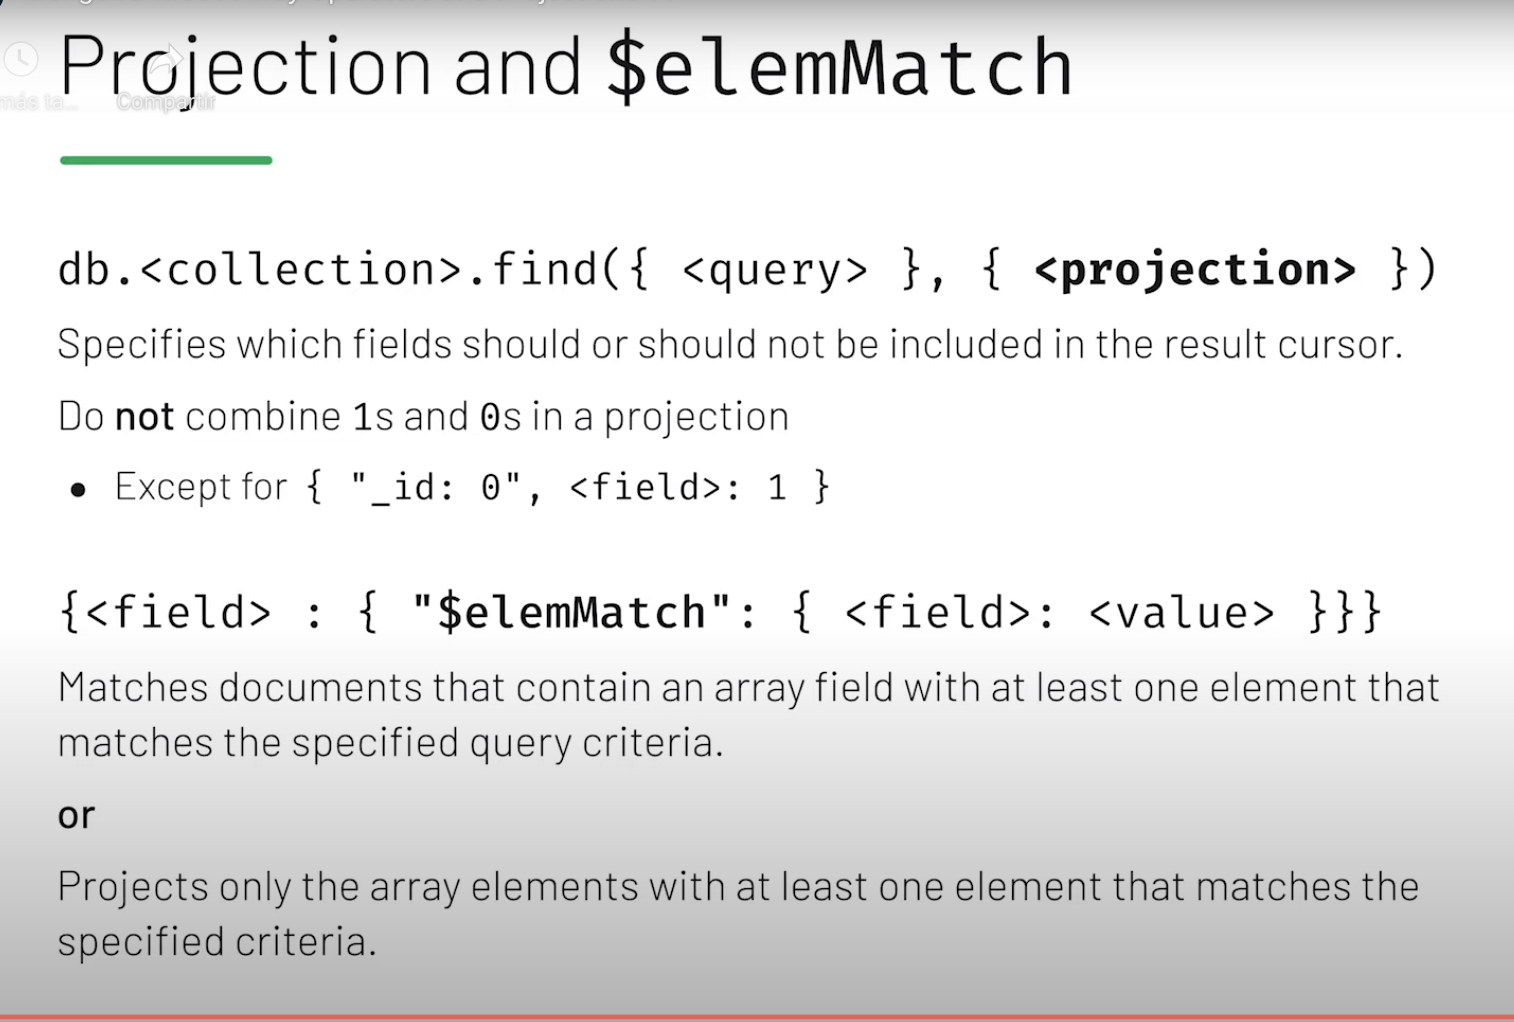 Projection and $elemMatch
más ta...
Compartir
db.<collection>.find({ <query> }, { <projection> })
Specifies which fields should or should not be included in the result cursor.
Do not combine 1s and 0s in a projection
• Except for { "_id: 0", <field>: 1 }
{<field> : { "$elemMatch": { <field>: <value> }}}
Matches documents that contain an array field with at least one element that
matches the specified query criteria.
or
Projects only the array elements with at least one element that matches the
specified criteria.